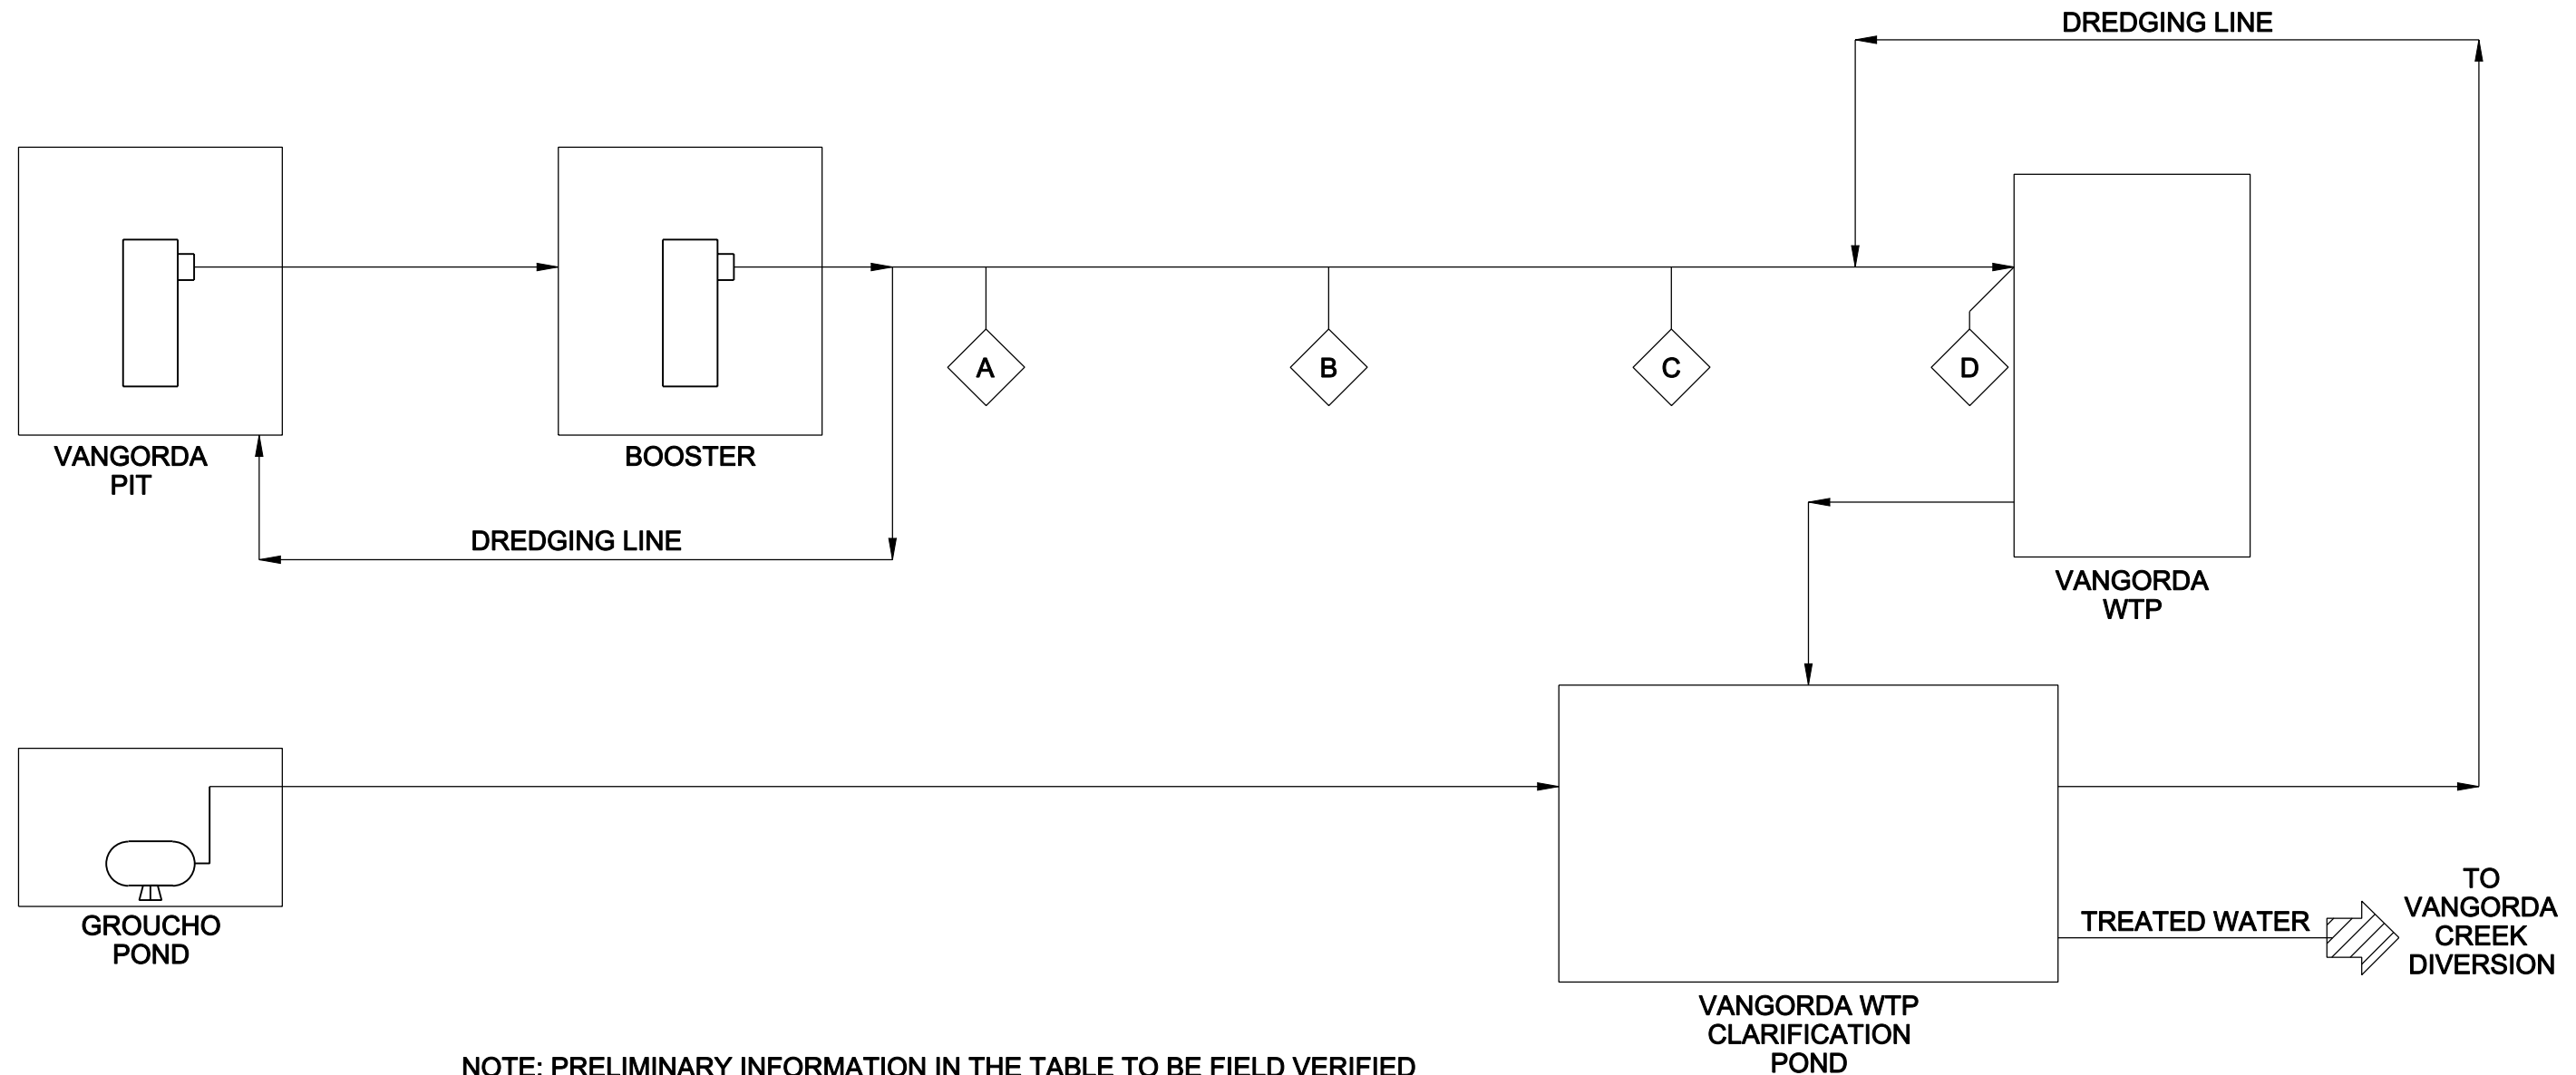 DREDGING LINE
VANGORDA
PIT
BOOSTER
A
B
C
D
DREDGING LINE
VANGORDA
WTP
GROUCHO
POND
TREATED WATER
TO
VANGORDA
CREEK
DIVERSION
VANGORDA WTP
CLARIFICATION
POND
NOTE: PRELIMINARY INFORMATION IN THE TABLE TO BE FIELD VERIFIED